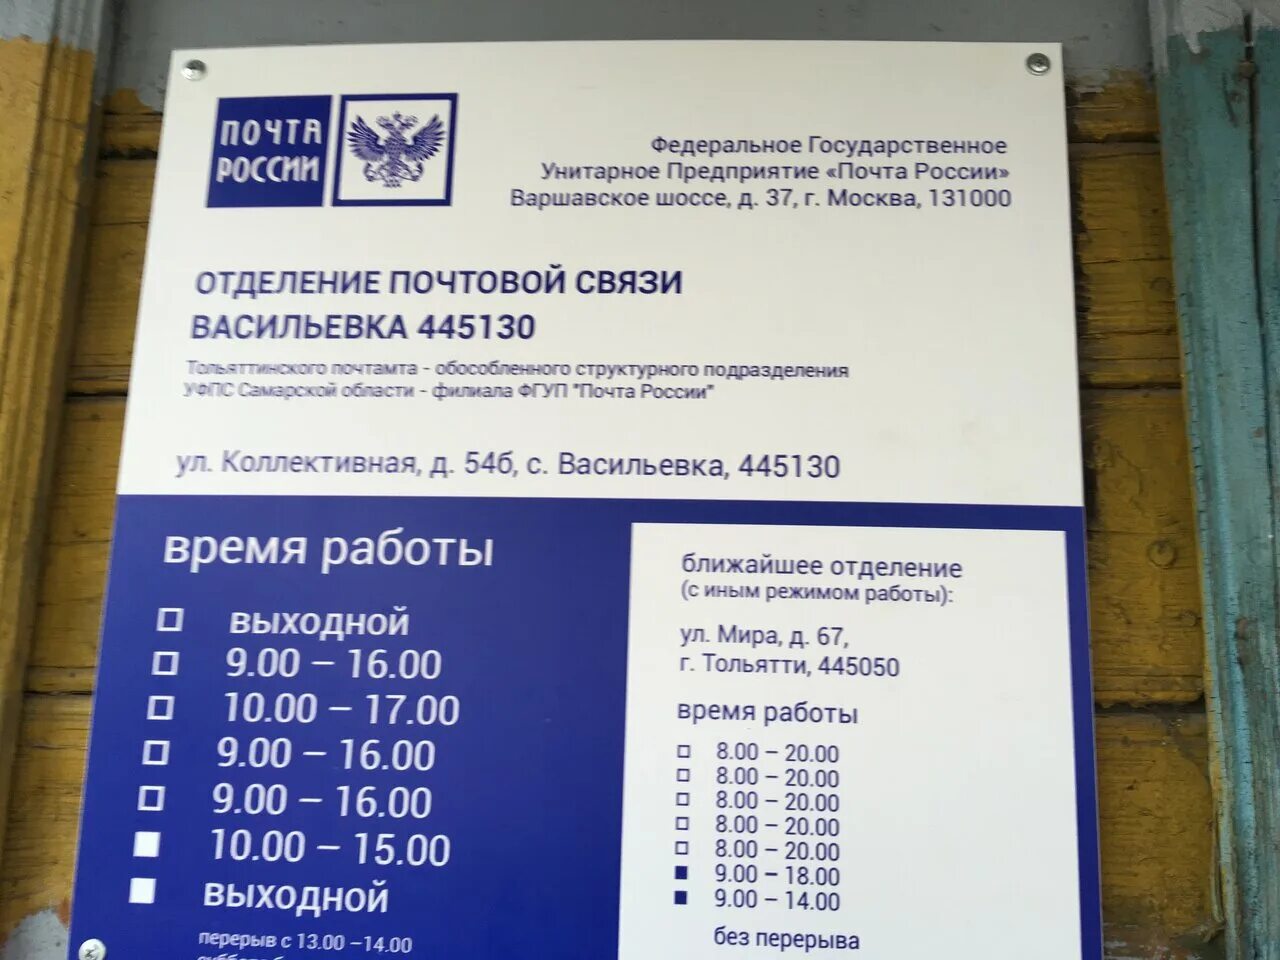 ПОЧТА
РОССИИ
Федеральное Государственное
Унитарное Предприятие «Почта России»
Варшавское шоссе, д. 37, г. Москва, 131000
ОТДЕЛЕНИЕ ПОЧТОВОЙ СВЯЗИ
ВАСИЛЬЕВКА 445130
Тольяттинского почтамта - обособленного структурного подразделения
УФПС Самарской области - филиала ФГУП "Почта России"
ул. Коллективная, д. 54б, с. Васильевка, 445130
время работы
выходной
9.00 – 16.00
10.00 – 17.00
9.00 – 16.00
9.00 – 16.00
10.00 – 15.00
выходной
перерыв с 13.00 –14.00
ближайшее отделение
(с иным режимом работы):
ул. Мира, д. 67,
г. Тольятти, 445050
время работы
8.00 – 20.00
8.00 – 20.00
8.00 – 20.00
8.00 – 20.00
8.00 – 20.00
9.00 – 18.00
9.00 – 14.00
без перерыва